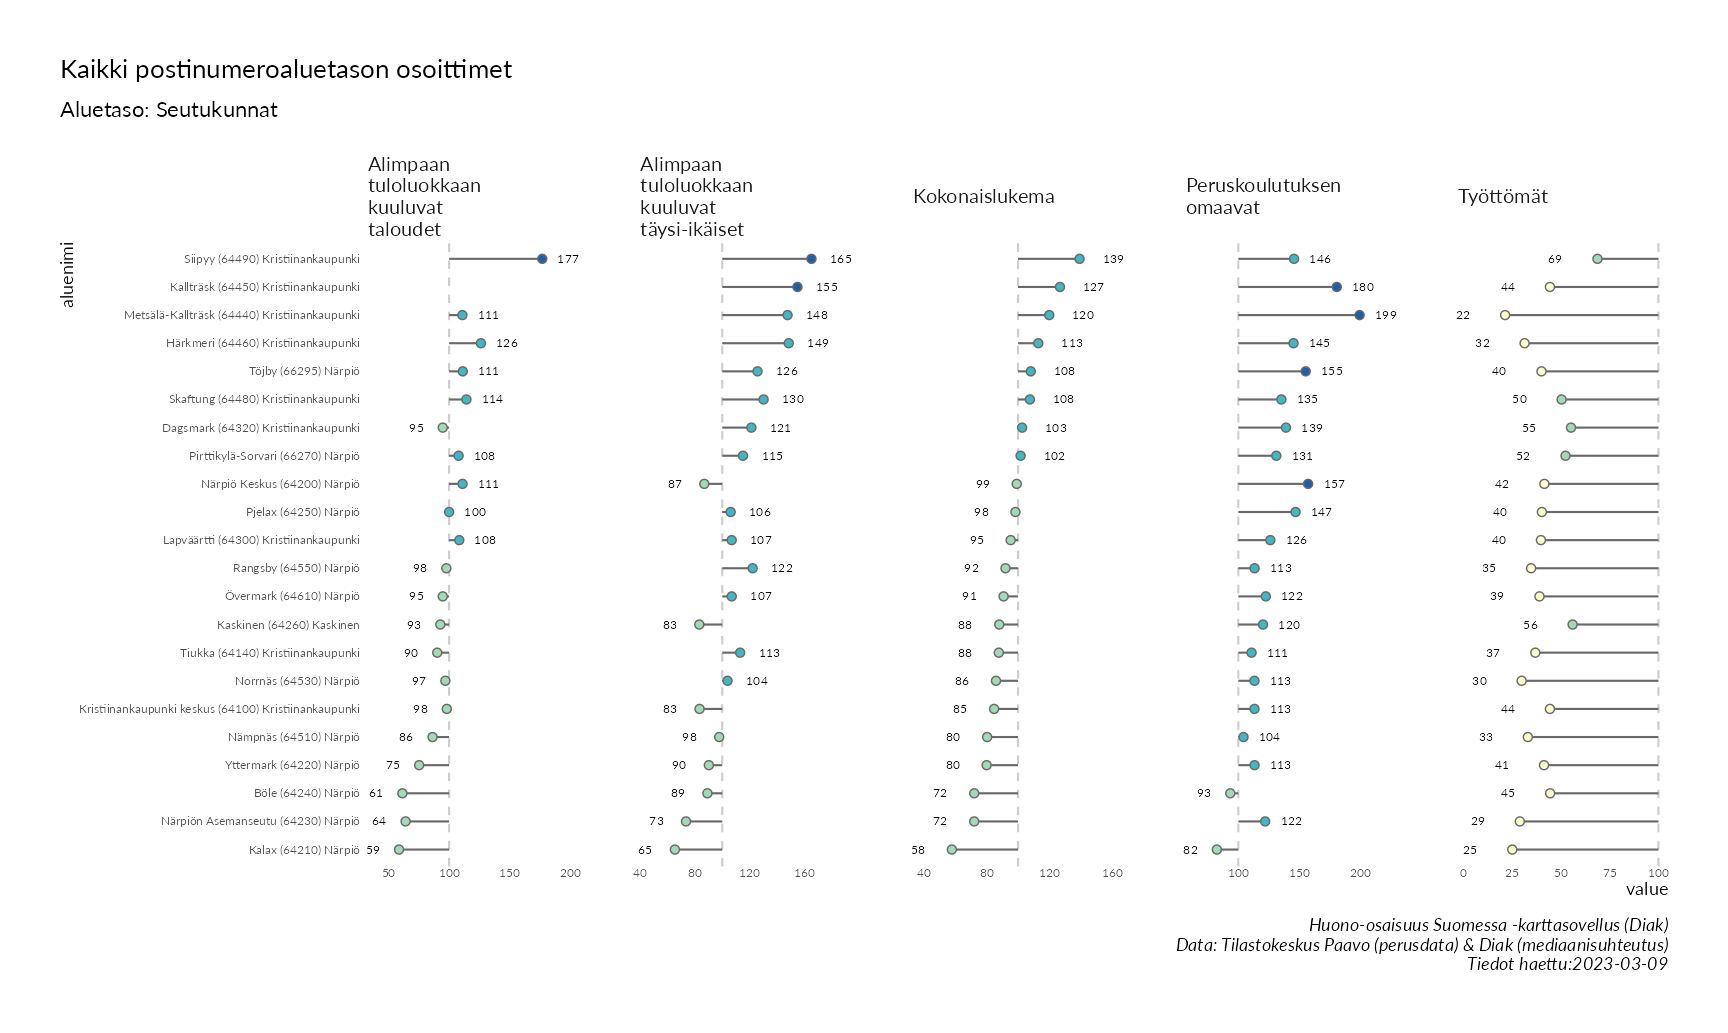 Kaikki postinumeroaluetason osoittimet
Aluetaso: Seutukunnat
Alimpaan
tuloluokkaan
kuuluvat
taloudet
Alimpaan
tuloluokkaan
kuuluvat
täysi-ikäiset
Kokonaislukema
Peruskoulutuksen
omaavat
Työttömät
aluenimi
Siipyy (64490) Kristiinankaupunki 177 165 139 146 69
Kallträsk (64450) Kristiinankaupunki 155 127 180 44
Metsälä-Kallträsk (64440) Kristiinankaupunki 111 148 120 199 22
Härkmeri (64460) Kristiinankaupunki 126 149 113 145 32
Töjby (66295) Närpiö 111 126 108 155 40
Skaftung (64480) Kristiinankaupunki 114 130 108 135 50
Dagsmark (64320) Kristiinankaupunki 95 121 103 139 55
Pirttikylä-Sorvari (66270) Närpiö 108 115 102 131 52
Närpiö Keskus (64200) Närpiö 111 87 99 157 42
Pjelax (64250) Närpiö 100 106 98 147 40
Lapväärtti (64300) Kristiinankaupunki 108 107 95 126 40
Rangsby (64550) Närpiö 98 122 92 113 35
Övermark (64610) Närpiö 95 107 91 122 39
Kaskinen (64260) Kaskinen 93 83 88 120 56
Tiukka (64140) Kristiinankaupunki 90 113 88 111 37
Norrnäs (64530) Närpiö 97 104 86 113 30
Kristiinankaupunki keskus (64100) Kristiinankaupunki 98 83 85 113 44
Nämpnäs (64510) Närpiö 86 98 80 104 33
Yttermark (64220) Närpiö 75 90 80 113 41
Böle (64240) Närpiö 61 89 72 93 45
Närpiön Asemanseutu (64230) Närpiö 64 73 72 122 29
Kalax (64210) Närpiö 59 65 58 82 25
50 100 150 200 40 80 120 160 40 80 120 160 100 150 200 0 25 50 75 100
value
Huono-osaisuus Suomessa -karttasovellus (Diak)
Data: Tilastokeskus Paavo (perusdata) & Diak (mediaanisuhteutus)
Tiedot haettu:2023-03-09